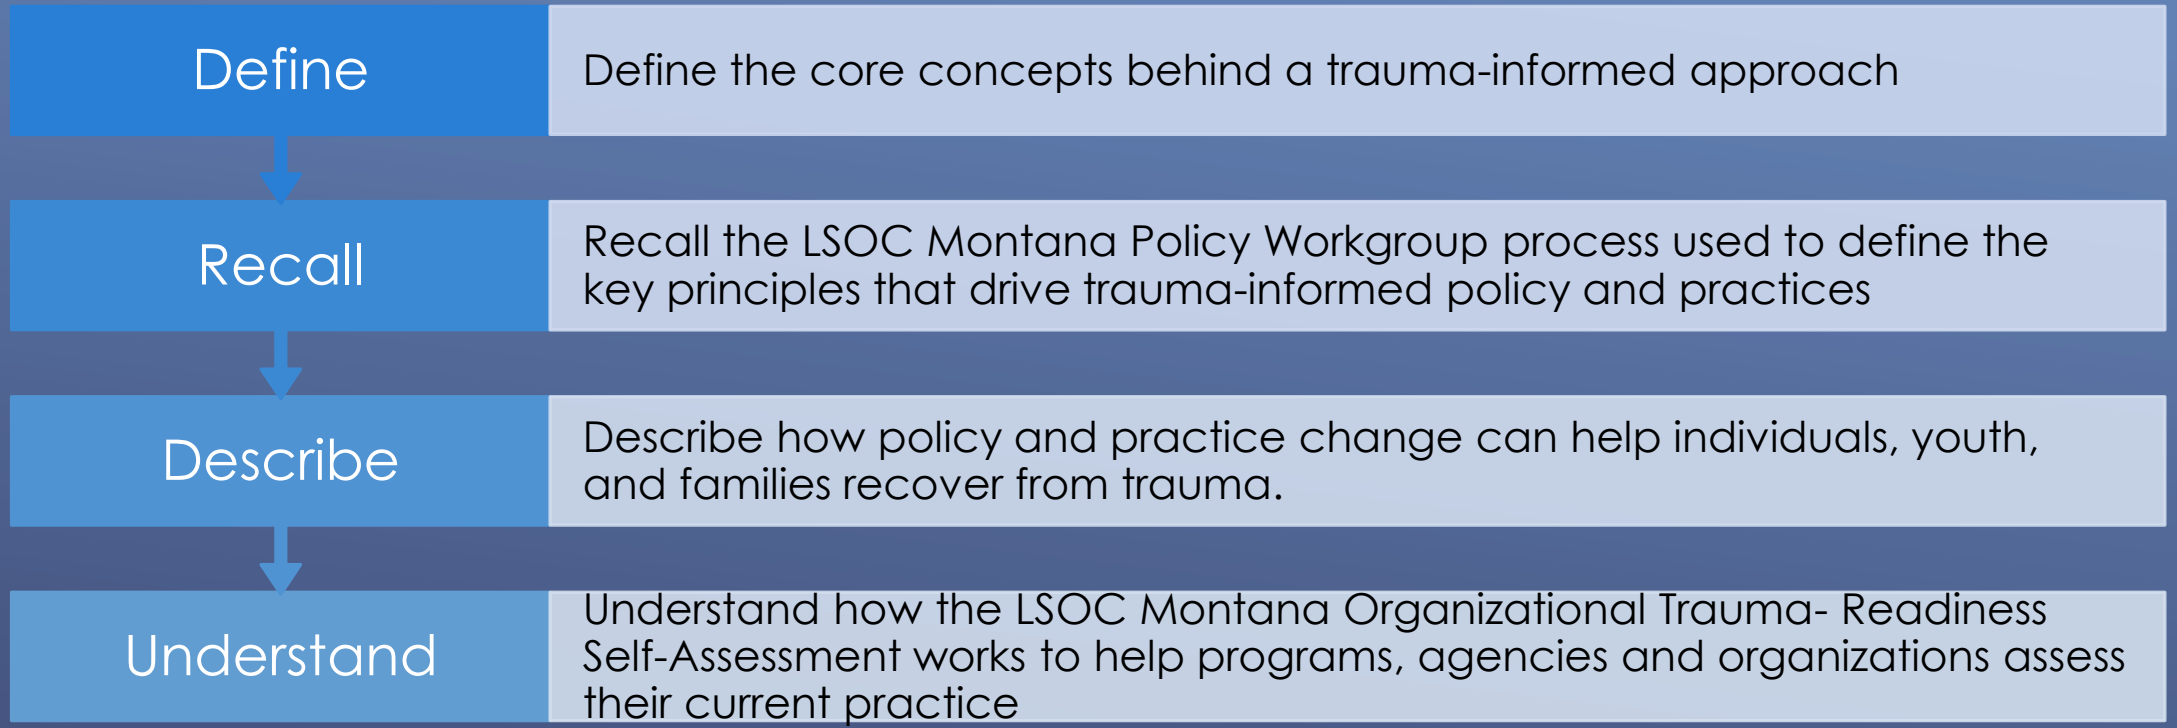 Define
Define the core concepts behind a trauma-informed approach
Recall
Recall the LSOC Montana Policy Workgroup process used to define the
key principles that drive trauma-informed policy and practices
Describe
Describe how policy and practice change can help individuals, youth,
and families recover from trauma.
Understand
Understand how the LSOC Montana Organizational Trauma- Readiness
Self-Assessment works to help programs, agencies and organizations assess
their current practice